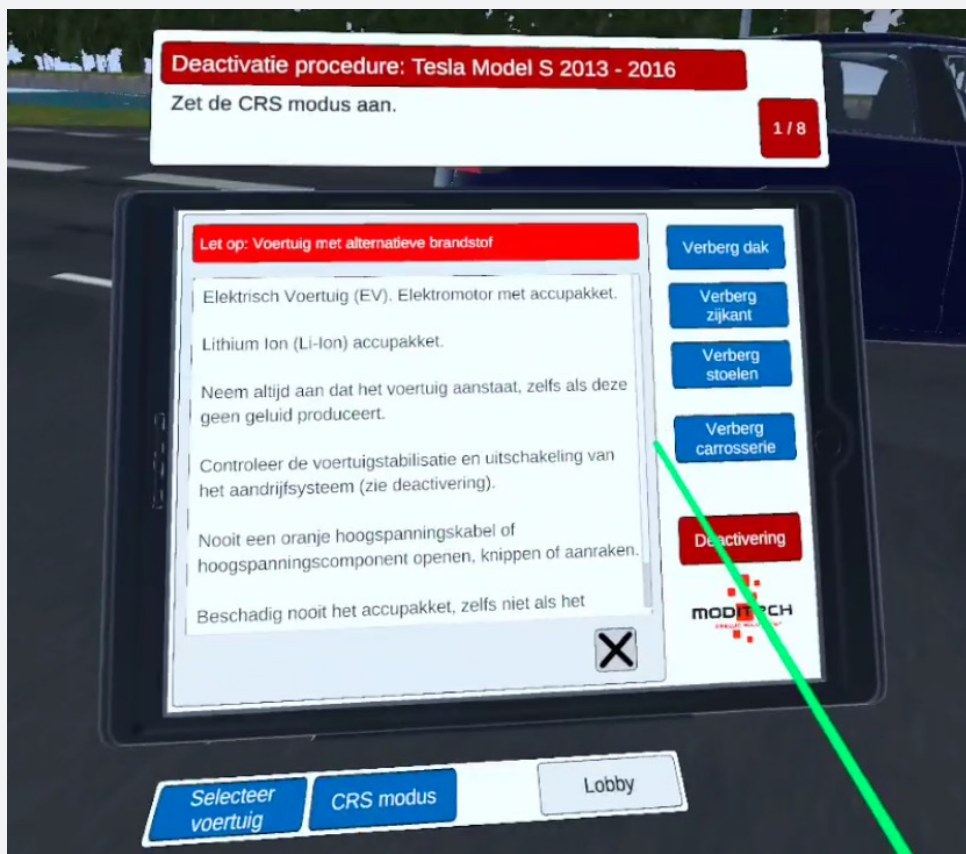 Deactivatie procedure: Tesla Model S 2013 - 2016
Zet de CRS modus aan.
1 / 8
Let op: Voertuig met alternatieve brandstof
Elektrisch Voertuig (EV). Elektromotor met accupakket.
Lithium Ion (Li-Ion) accupakket.
Neem altijd aan dat het voertuig aanstaat, zelfs als deze
geen geluid produceert.
Controleer de voertuigstabilisatie en uitschakeling van
het aandrijfsysteem (zie deactivering).
Nooit een oranje hoogspanningskabel of
hoogspanningscomponent openen, knippen of aanraken.
Beschadig nooit het accupakket, zelfs niet als het
Verberg dak
Verberg
zijkant
Verberg
stoelen
Verberg
carrosserie
Deactivering
MODITECH
Selecteer
voertuig
CRS modus
Lobby